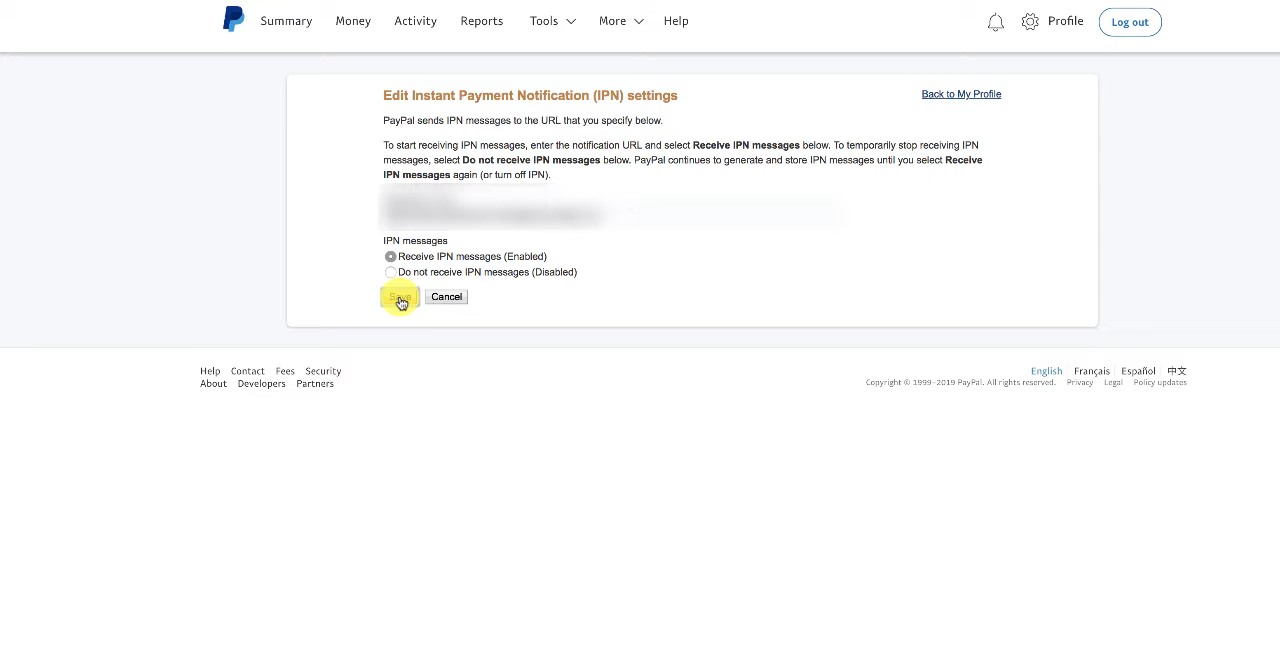 Summary Money Activity Reports Tools More Help Profile Log out
Edit Instant Payment Notification (IPN) settings Back to My Profile
PayPal sends IPN messages to the URL that you specify below.
To start receiving IPN messages, enter the notification URL and select Receive IPN messages below. To temporarily stop receiving IPN
messages, select Do not receive IPN messages below. PayPal continues to generate and store IPN messages until you select Receive
IPN messages again (or turn off IPN).
IPN messages
Receive IPN messages (Enabled)
Do not receive IPN messages (Disabled)
Save Cancel
Help Contact Fees Security English Français Español 中文
About Developers Partners Copyright © 1999-2019 PayPal. All rights reserved. Privacy Legal Policy updates